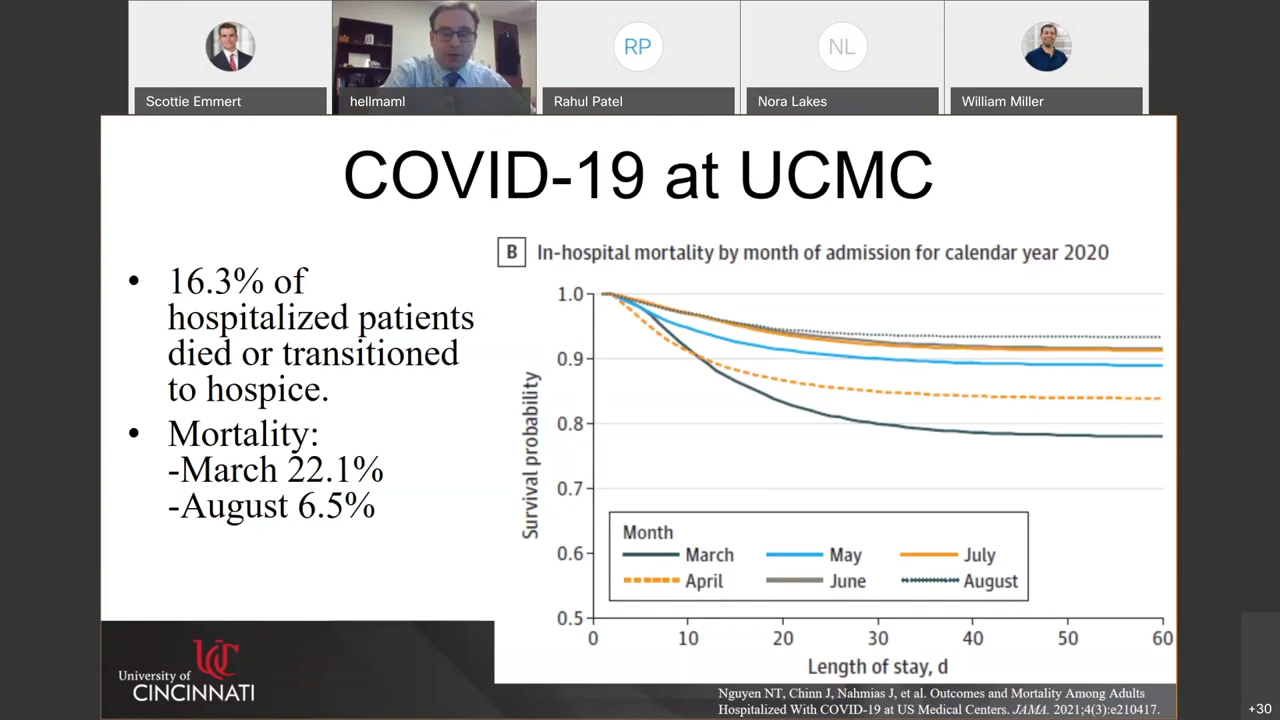 RP
NL
Scottie Emmert
hellmaml
Rahul Patel
Nora Lakes
William Miller
COVID-19 at UCMC
• 16.3% of
hospitalized patients
died or transitioned
to hospice.
• Mortality:
-March 22.1%
-August 6.5%
B In-hospital mortality by month of admission for calendar year 2020
Survival probability
1.0
0.9
0.8
0.7
0.6
0.5
Month
March May July
April June August
0 10 20 30 40 50 60
Length of stay, d
UC
University of
CINCINNATI
Nguyen NT, Chinn J, Nahmias J, et al. Outcomes and Mortality Among Adults
Hospitalized With COVID-19 at US Medical Centers. JAMA. 2021;4(3):e210417.
+30